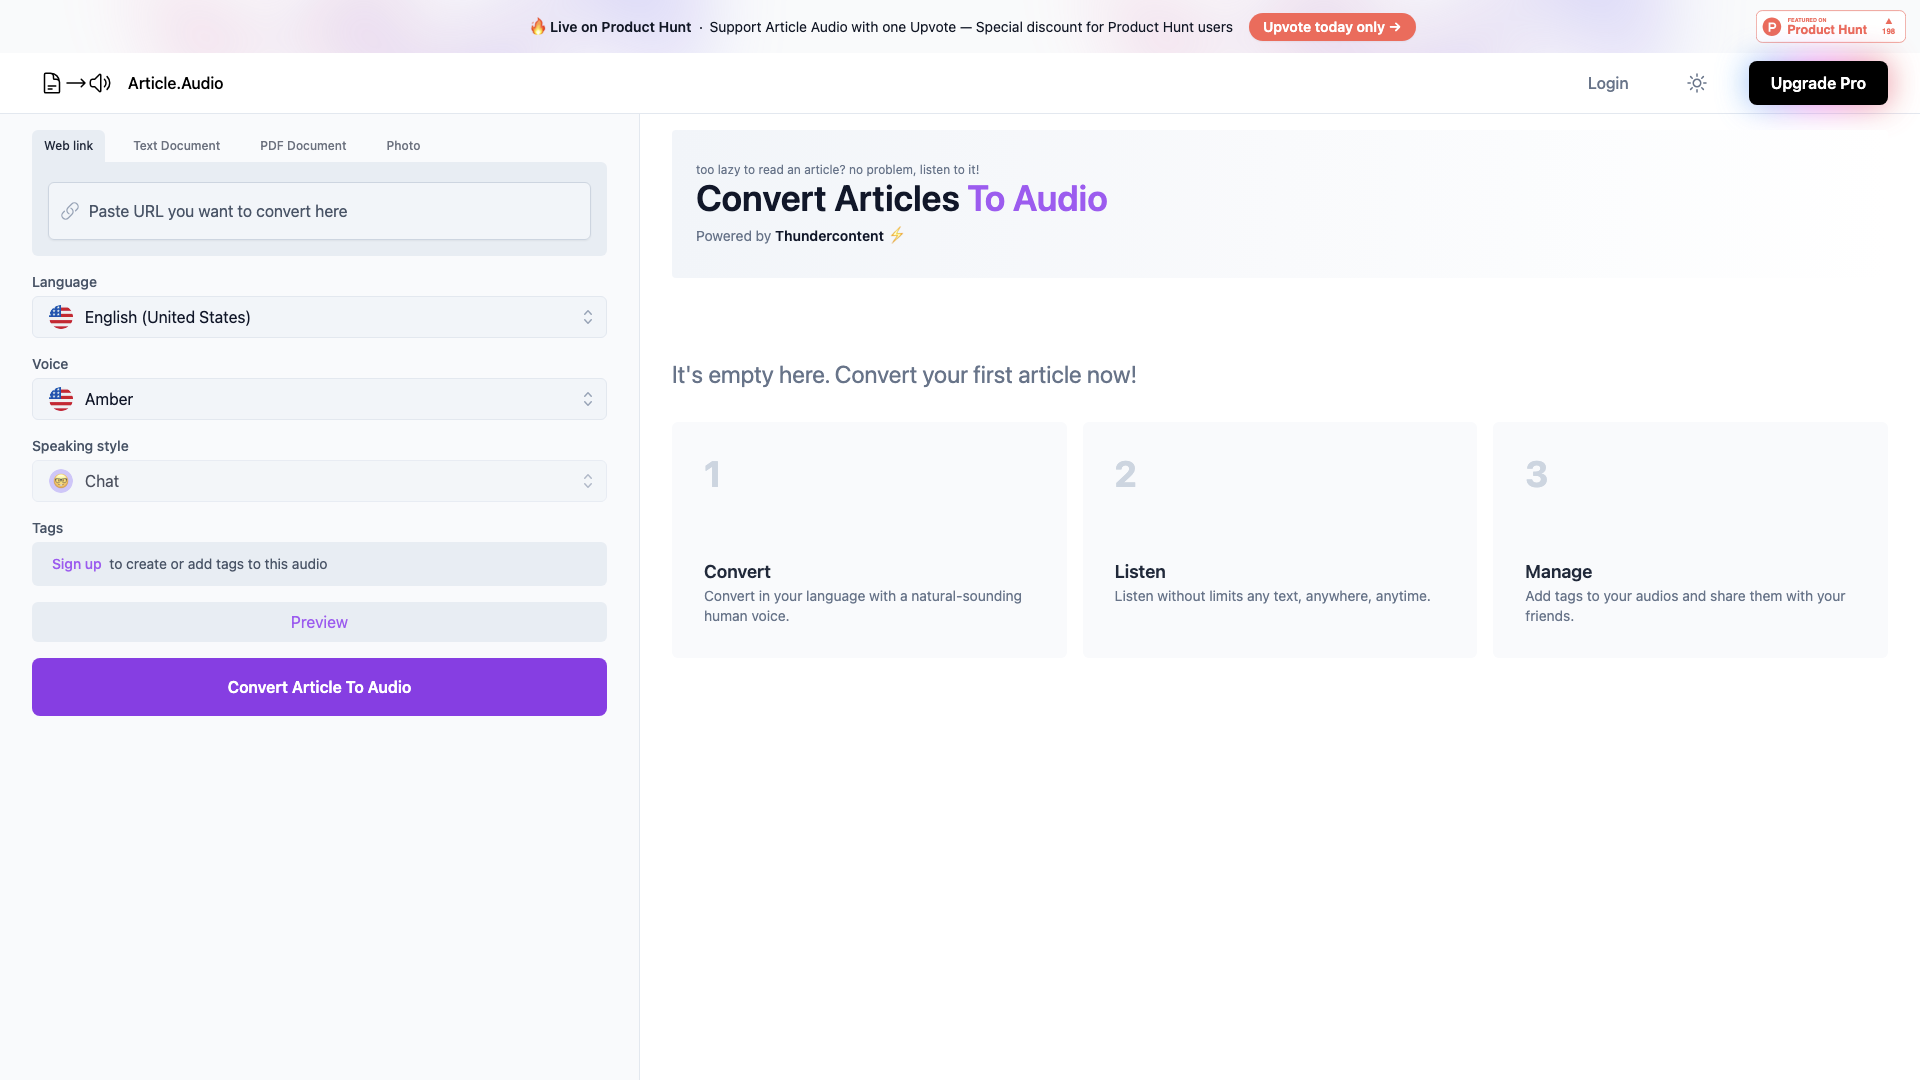 🔥 Live on Product Hunt · Support Article Audio with one Upvote — Special discount for Product Hunt users
Upvote today only →
FEATURED ON
Product Hunt
▲
198
Article.Audio
Login
Upgrade Pro
Web link
Text Document
PDF Document
Photo
Paste URL you want to convert here
Language
English (United States)
Voice
Amber
Speaking style
Chat
Tags
Sign up to create or add tags to this audio
Preview
Convert Article To Audio
too lazy to read an article? no problem, listen to it!
Convert Articles To Audio
Powered by Thundercontent ⚡
It's empty here. Convert your first article now!
1
Convert
Convert in your language with a natural-sounding
human voice.
2
Listen
Listen without limits any text, anywhere, anytime.
3
Manage
Add tags to your audios and share them with your
friends.